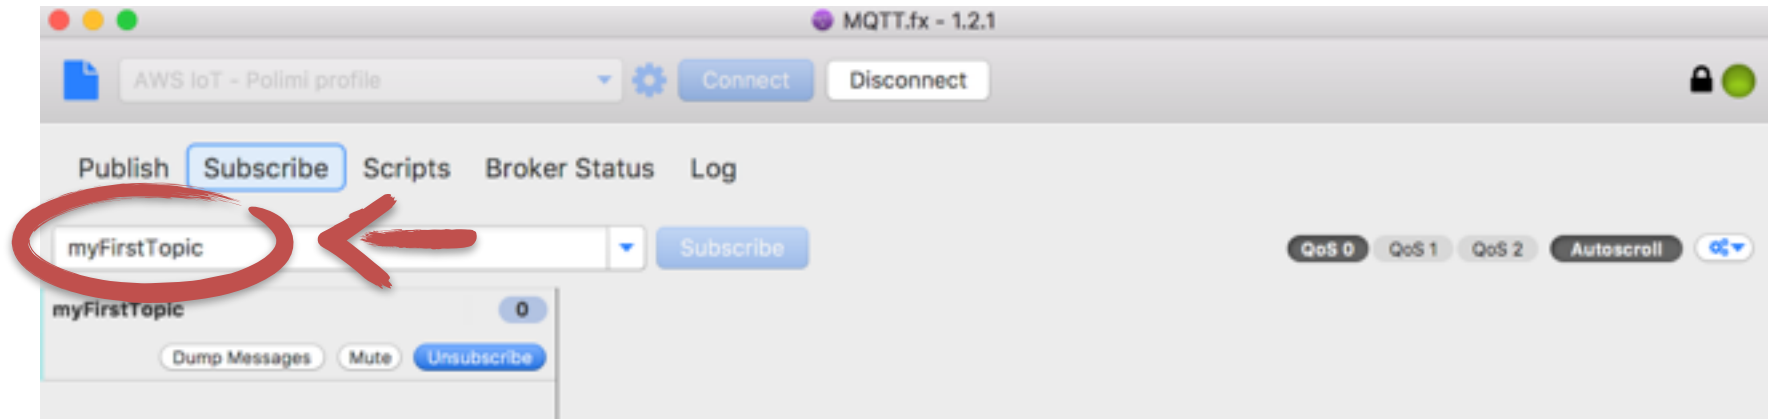 MQTT.fx - 1.2.1
AWS IoT - Polimi profile Connect Disconnect
Publish Subscribe Scripts Broker Status Log
myFirstTopic Subscribe QoS 0 QoS 1 QoS 2 Autoscroll
myFirstTopic 0
Dump Messages Mute Unsubscribe